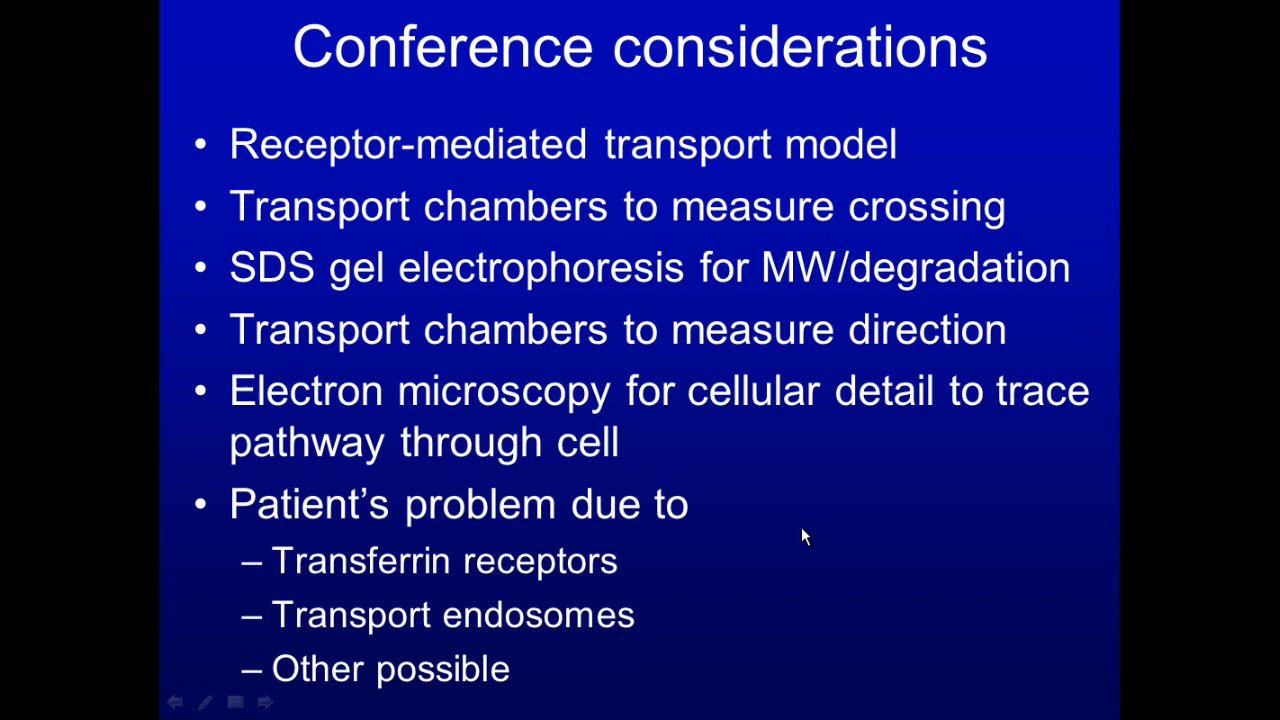 Conference considerations
• Receptor-mediated transport model
• Transport chambers to measure crossing
• SDS gel electrophoresis for MW/degradation
• Transport chambers to measure direction
• Electron microscopy for cellular detail to trace
pathway through cell
• Patient’s problem due to
– Transferrin receptors
– Transport endosomes
– Other possible